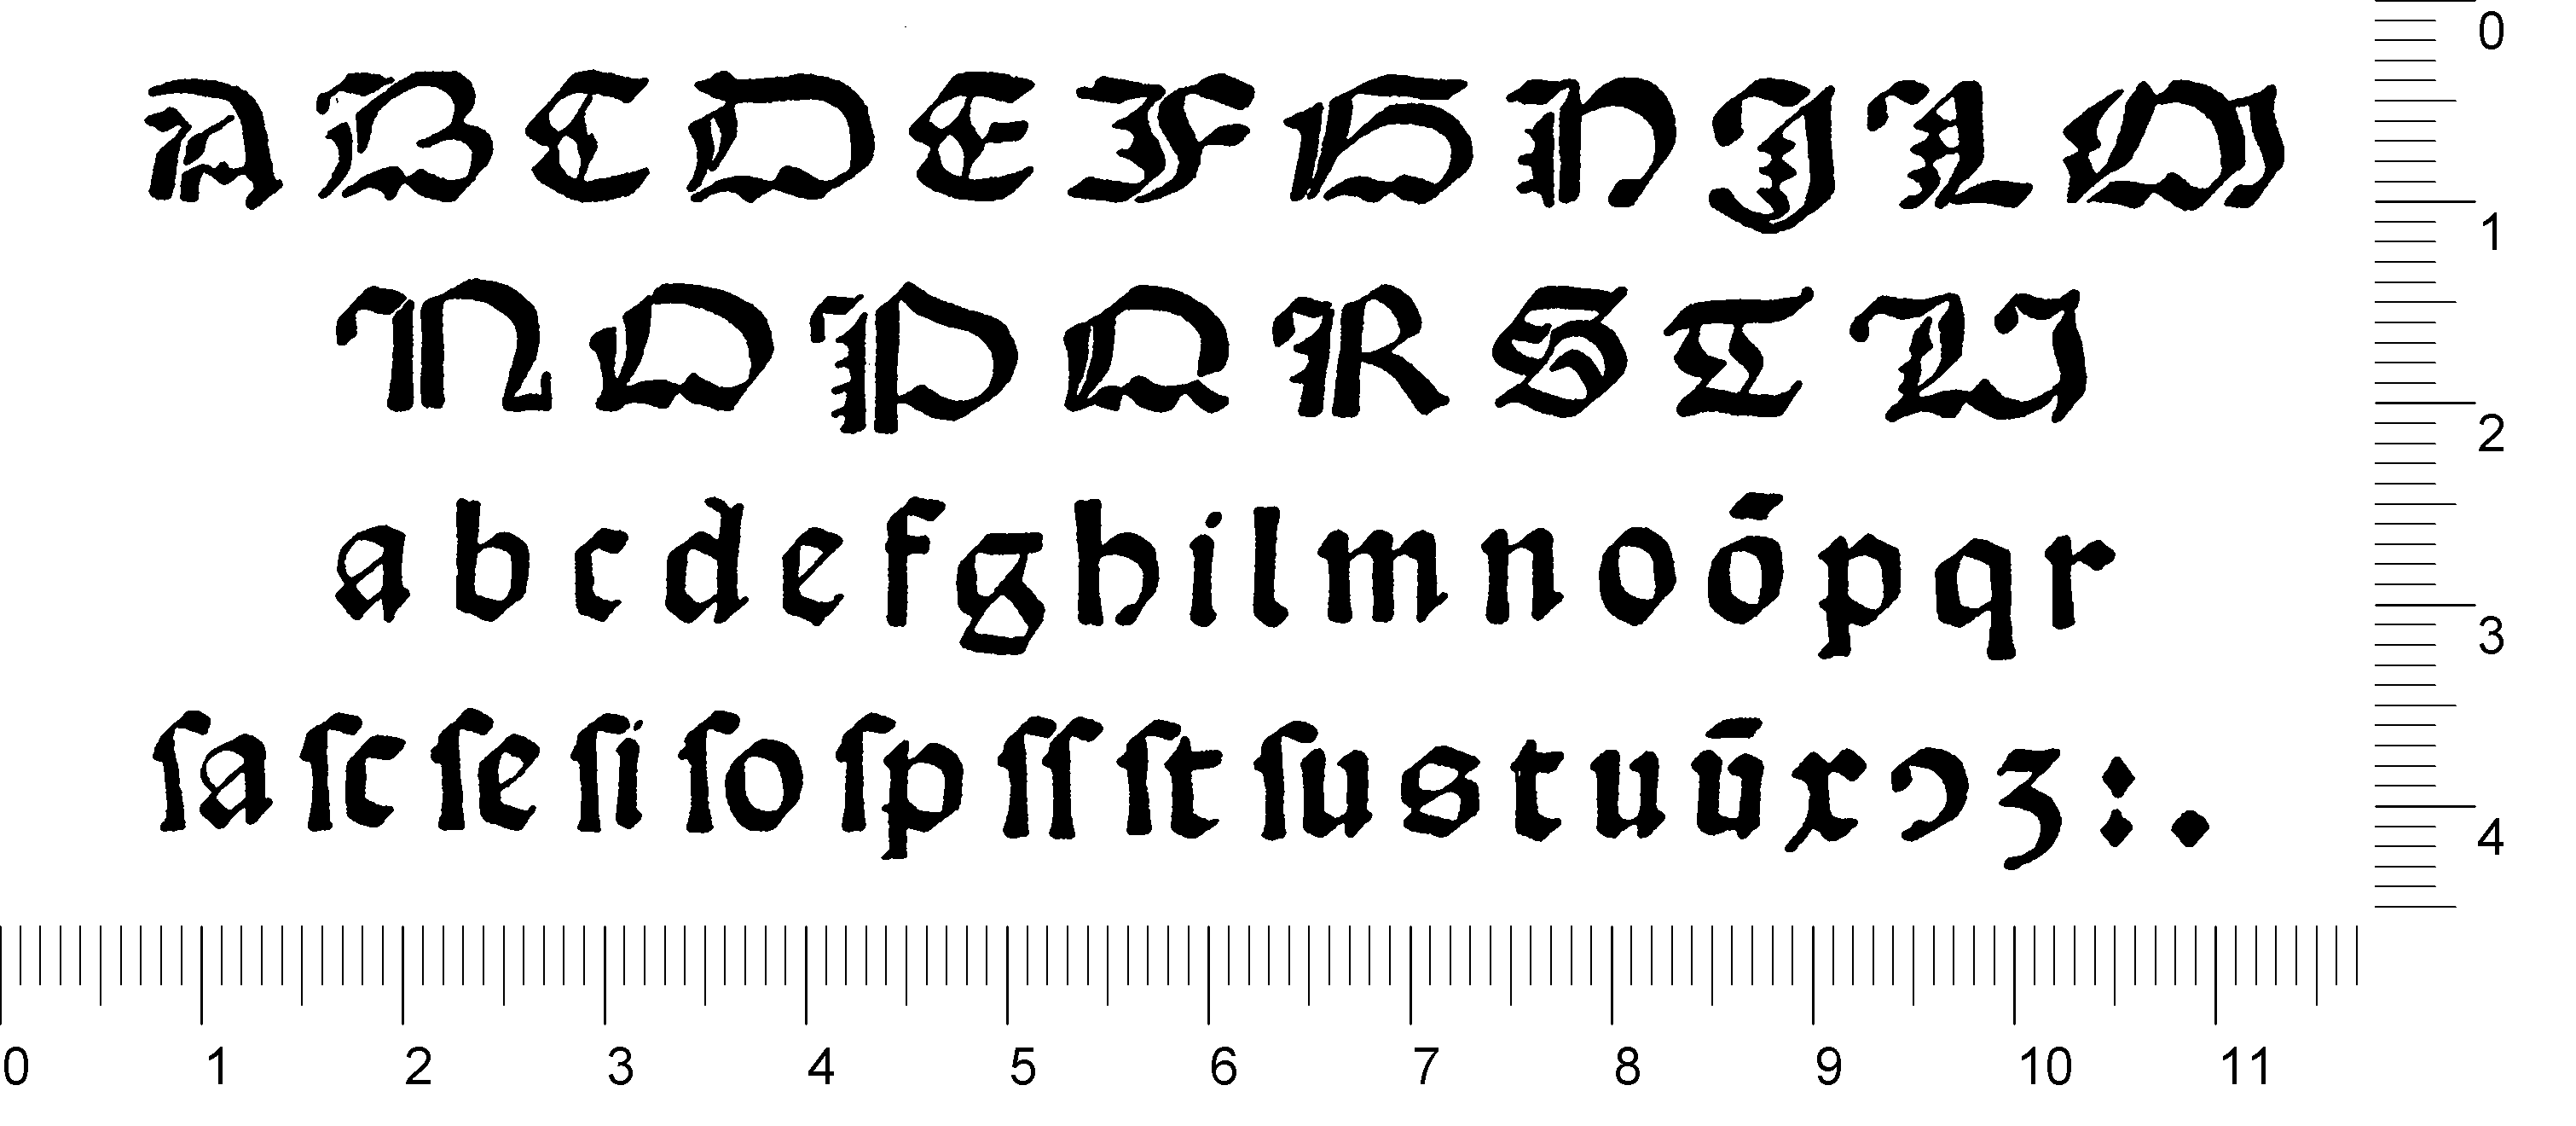 A B C D E F G H I L M
N O P Q R S T U
a b c d e f g h i l m n o ō p q r
ſa ſc ſe ſi ſo ſp ſſ ſt ſu s t u ū x ɔ ʒ : .
0 1 2 3 4 5 6 7 8 9 10 11
0
1
2
3
4